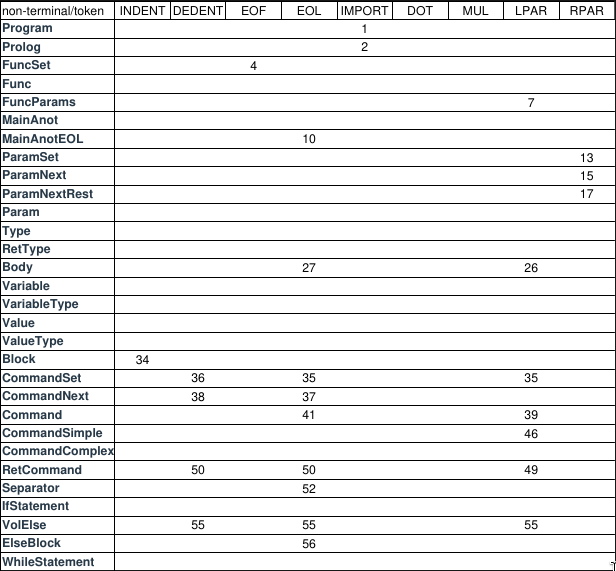 non-terminal/token INDENT DEDENT EOF EOL IMPORT DOT MUL LPAR RPAR
Program 1
Prolog 2
FuncSet 4
Func
FuncParams 7
MainAnot
MainAnotEOL 10
ParamSet 13
ParamNext 15
ParamNextRest 17
Param
Type
RetType
Body 27 26
Variable
VariableType
Value
ValueType
Block 34
CommandSet 36 35 35
CommandNext 38 37
Command 41 39
CommandSimple 46
CommandComplex
RetCommand 50 50 49
Separator 52
IfStatement
VolElse 55 55 55
ElseBlock 56
WhileStatement